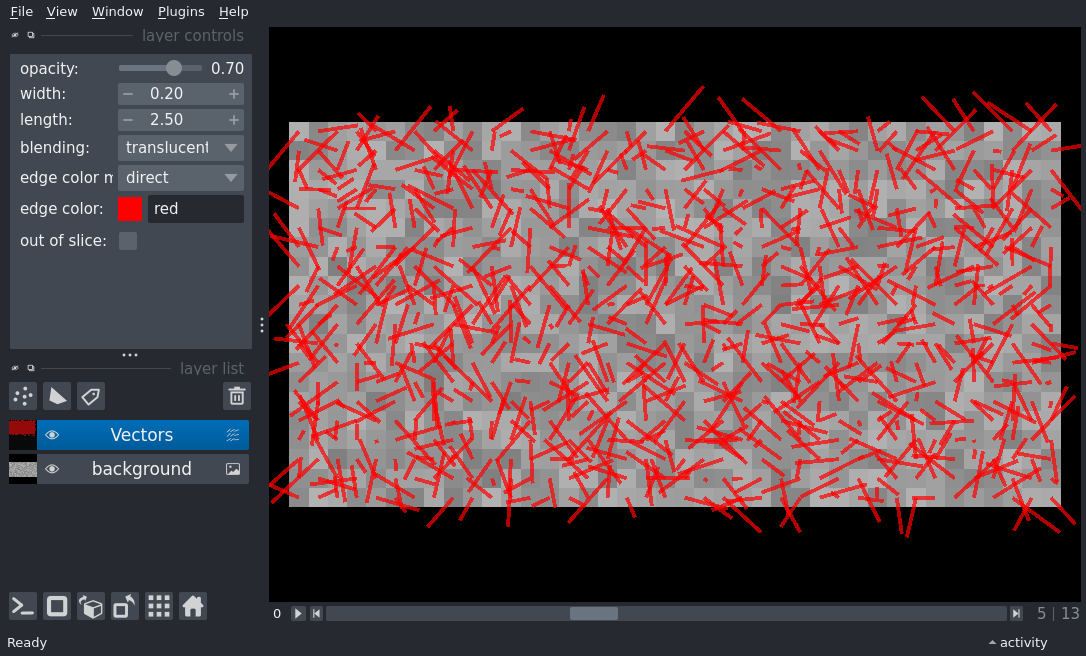 File View Window Plugins Help
layer controls
opacity: 0.70
width: 0.20
length: 2.50
blending: translucent
edge color m direct
edge color: red
out of slice:
layer list
Vectors
background
0 5 13
Ready activity